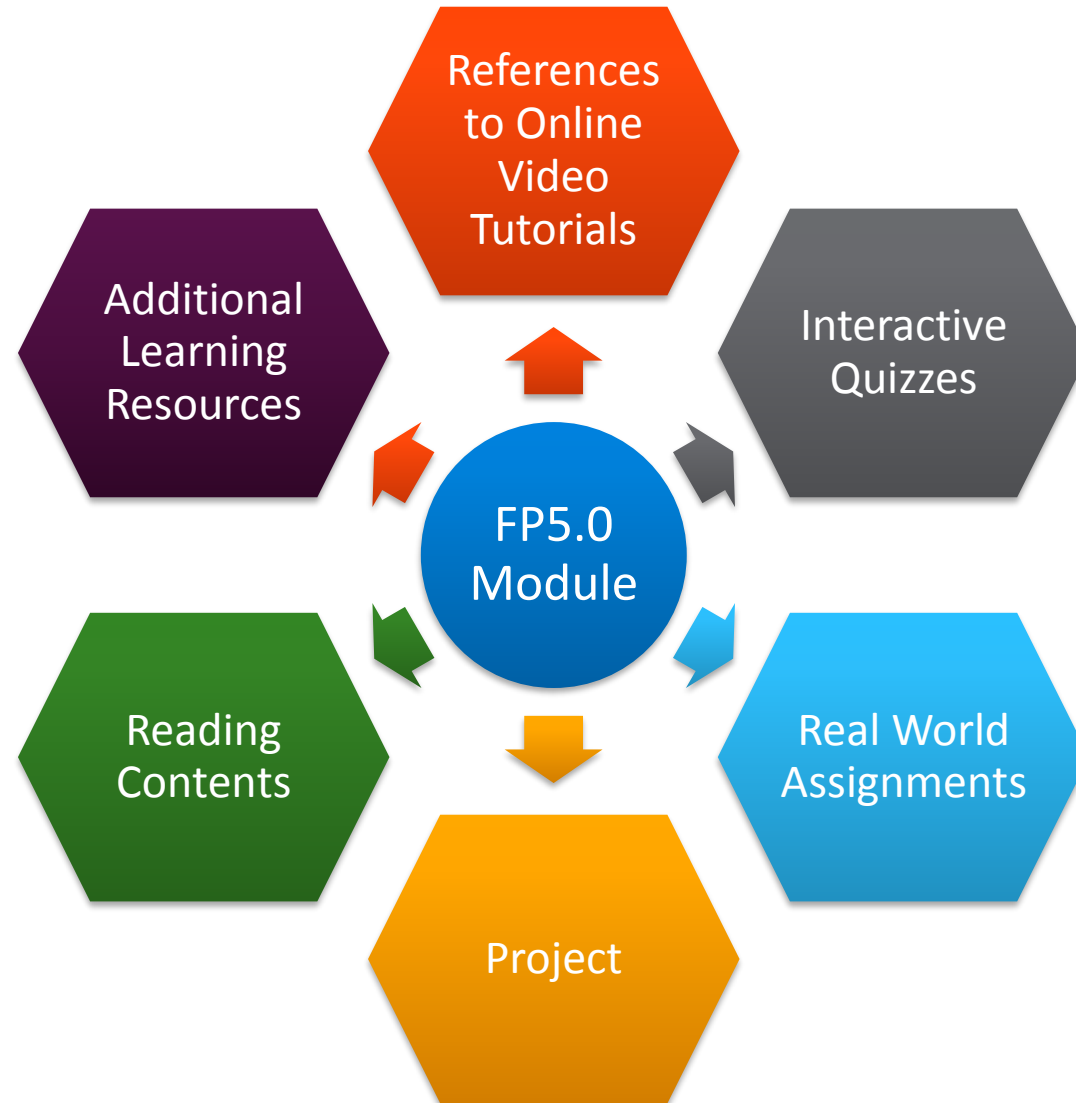 References
to Online
Video
Tutorials
Additional
Learning
Resources
Interactive
Quizzes
FP5.0
Module
Reading
Contents
Real World
Assignments
Project